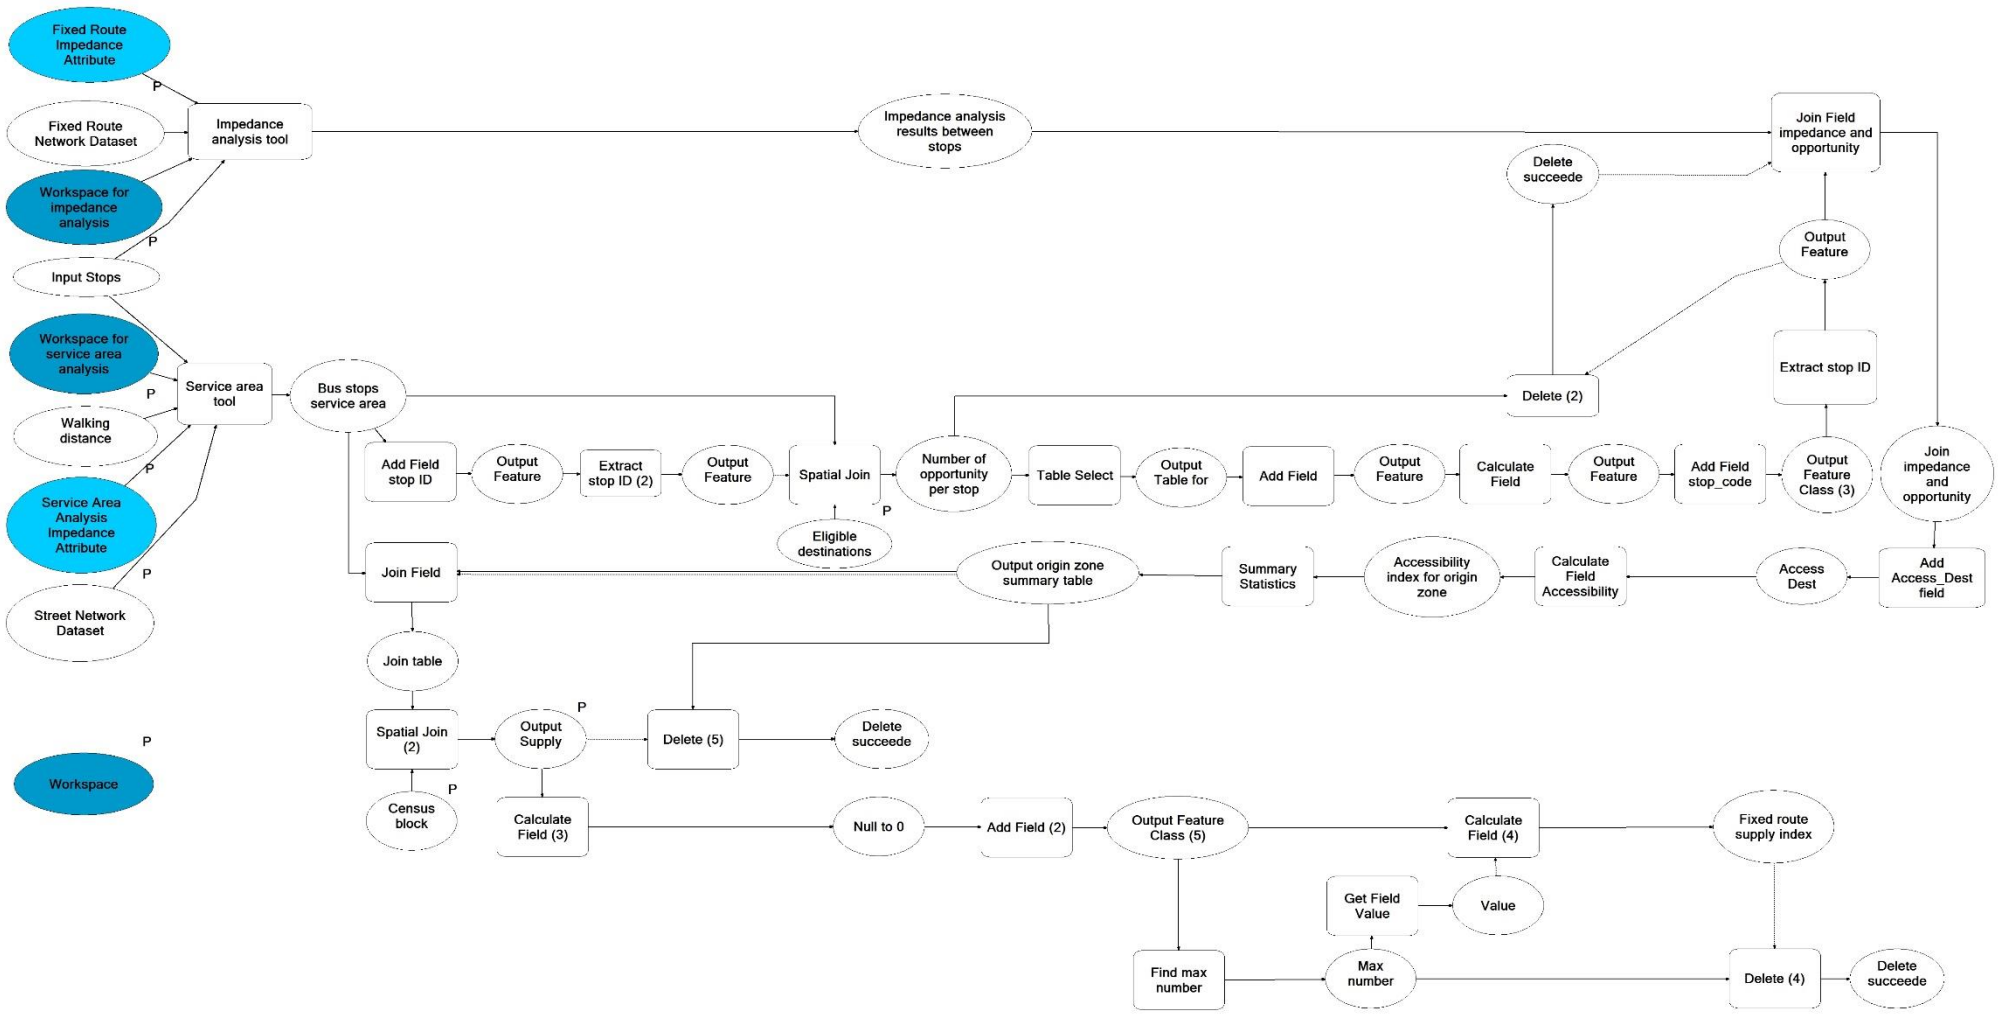 Fixed Route
Impedance
Attribute
P
Fixed Route
Network Dataset
Impedance
analysis tool
Impedance analysis
results between
stops
Join Field
impedance and
opportunity
Delete
succeede
Workspace for
impedance
analysis
P
Input Stops
Output
Feature
Workspace for
service area
analysis
P
Service area
tool
Bus stops
service area
Delete (2)
Extract stop ID
Walking
distance
P
Add Field
stop ID
Output
Feature
Extract
stop ID (2)
Output
Feature
Spatial Join
Number of
opportunity
per stop
Table Select
Output
Table for
Add Field
Output
Feature
Calculate
Field
Output
Feature
Add Field
stop_code
Output
Feature
Class (3)
Join
impedance
and
opportunity
Service Area
Analysis
Impedance
Attribute
P
Eligible
destinations
P
Join Field
Output origin zone
summary table
Summary
Statistics
Accessibility
index for origin
zone
Calculate
Field
Accessibility
Access
Dest
Add
Access_Dest
field
Street Network
Dataset
Join table
P
Workspace
Spatial Join
(2)
Output
Supply
P
Delete (5)
Delete
succeede
Census
block
P
Calculate
Field (3)
Null to 0
Add Field (2)
Output Feature
Class (5)
Calculate
Field (4)
Fixed route
supply index
Get Field
Value
Value
Find max
number
Max
number
Delete (4)
Delete
succeede